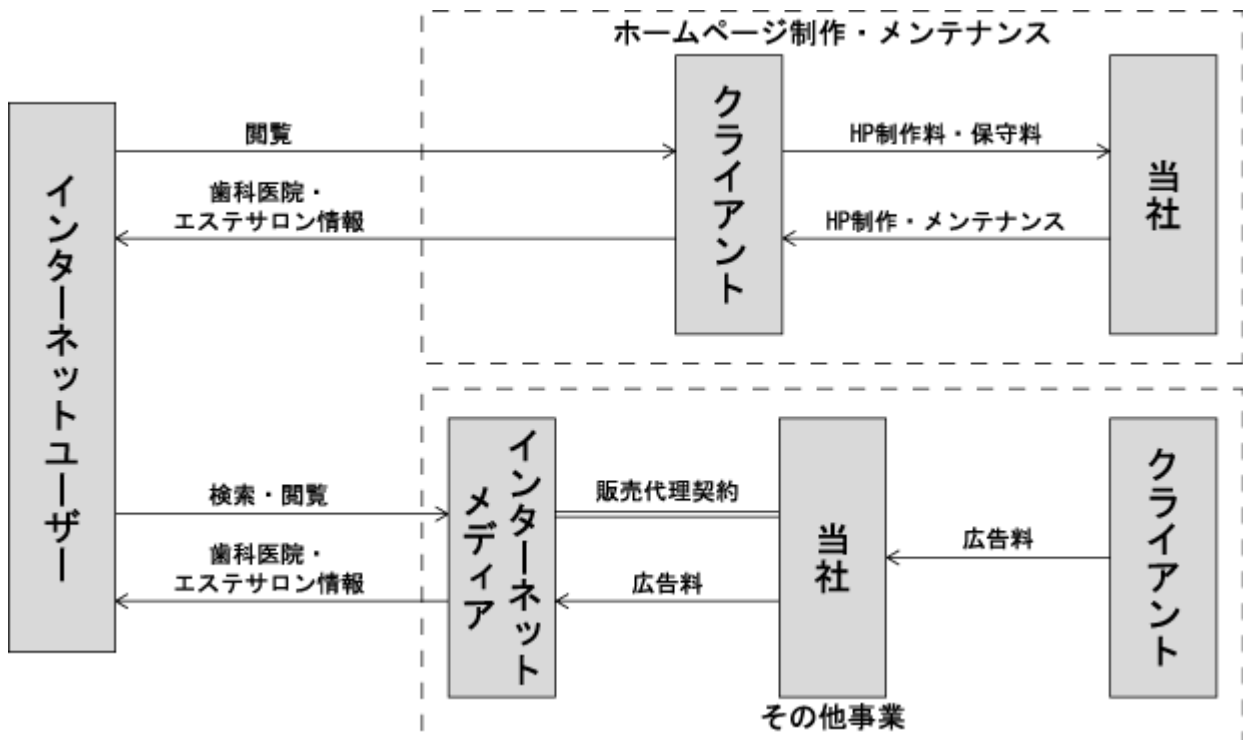 ホームページ制作・メンテナンス
インターネットユーザー
閲覧
歯科医院・
エステサロン情報
クライアント
HP制作料・保守料
HP制作・メンテナンス
当社
検索・閲覧
歯科医院・
エステサロン情報
インターネット
メディア
販売代理契約
広告料
当社
広告料
クライアント
その他事業